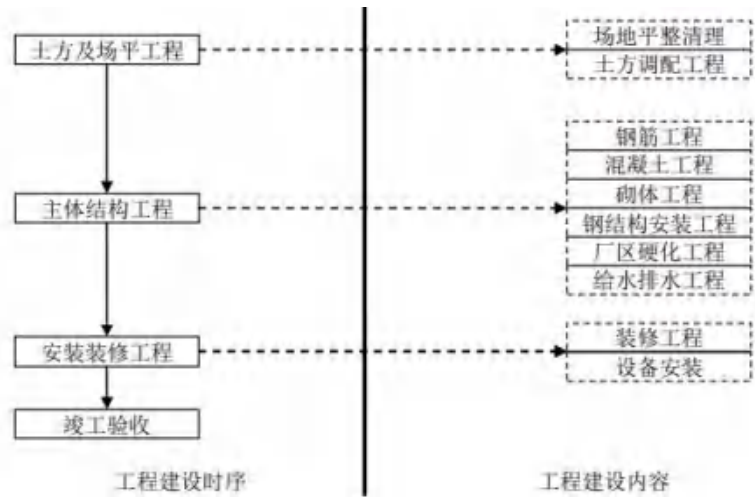 土方及场平工程
场地平整清理
土方调配工程
钢筋工程
混凝土工程
主体结构工程
砌体工程
钢结构安装工程
厂区硬化工程
给水排水工程
安装装修工程
装修工程
设备安装
竣工验收
工程建设时序
工程建设内容